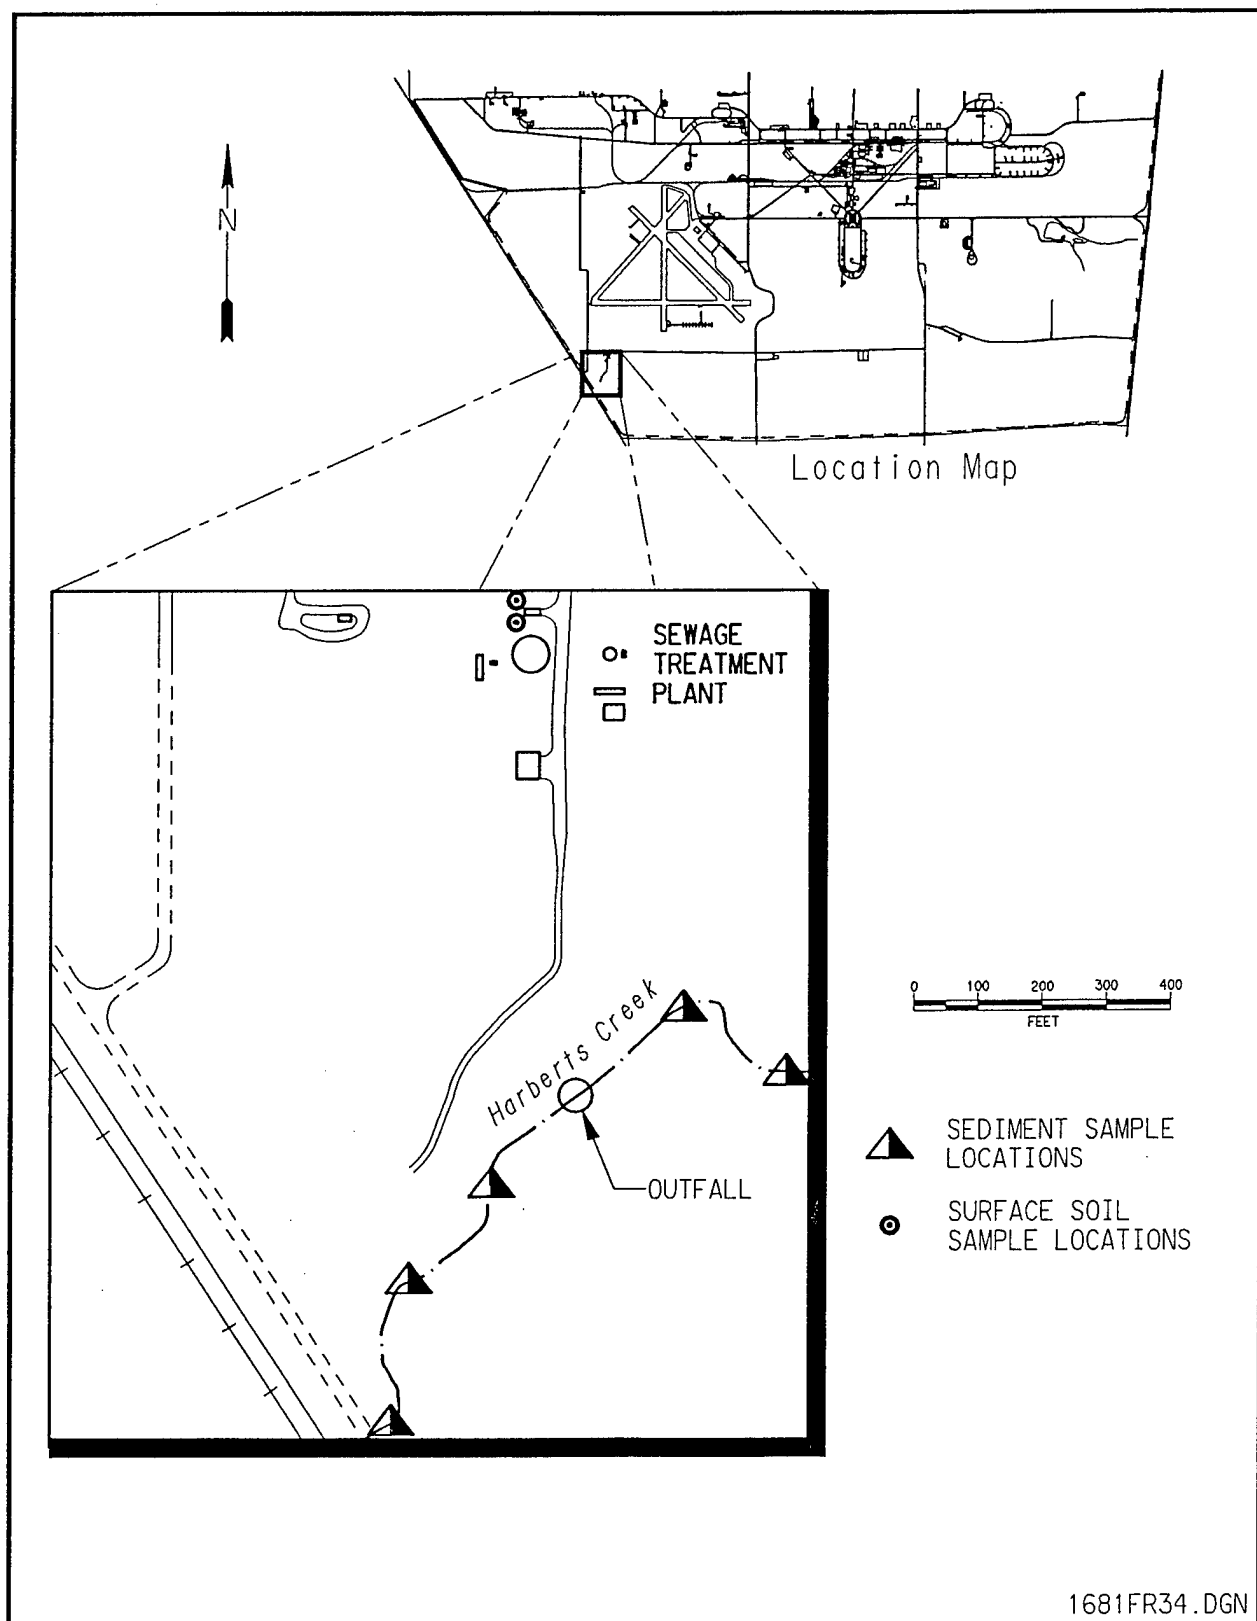 N
Location Map
SEWAGE
TREATMENT
PLANT
Harberts Creek
OUTFALL
0 100 200 300 400
FEET
SEDIMENT SAMPLE
LOCATIONS
SURFACE SOIL
SAMPLE LOCATIONS
1681FR34.DGN